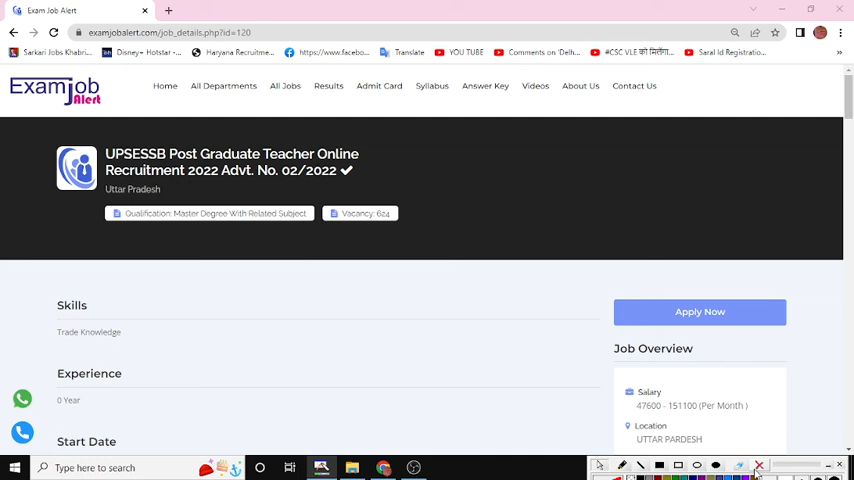 Exam Job Alert
examjobalert.com/job_details.php?id=120
Sarkari Jobs Khabri... Disney+ Hotstar -... Haryana Recruitme... https://www.facebo... Translate YOU TUBE Comments on 'Delh... #CSC VLE को मिलेंगा... Saral Id Registratio...
ExamJob Alert
Home All Departments All Jobs Results Admit Card Syllabus Answer Key Videos About Us Contact Us
UPSESSB Post Graduate Teacher Online
Recruitment 2022 Advt. No. 02/2022
Uttar Pradesh
Qualification: Master Degree With Related Subject Vacancy: 624
Skills
Apply Now
Trade Knowledge
Job Overview
Experience
Salary
0 Year
47600 - 151100 (Per Month )
Location
Start Date
UTTAR PARDESH
Type here to search